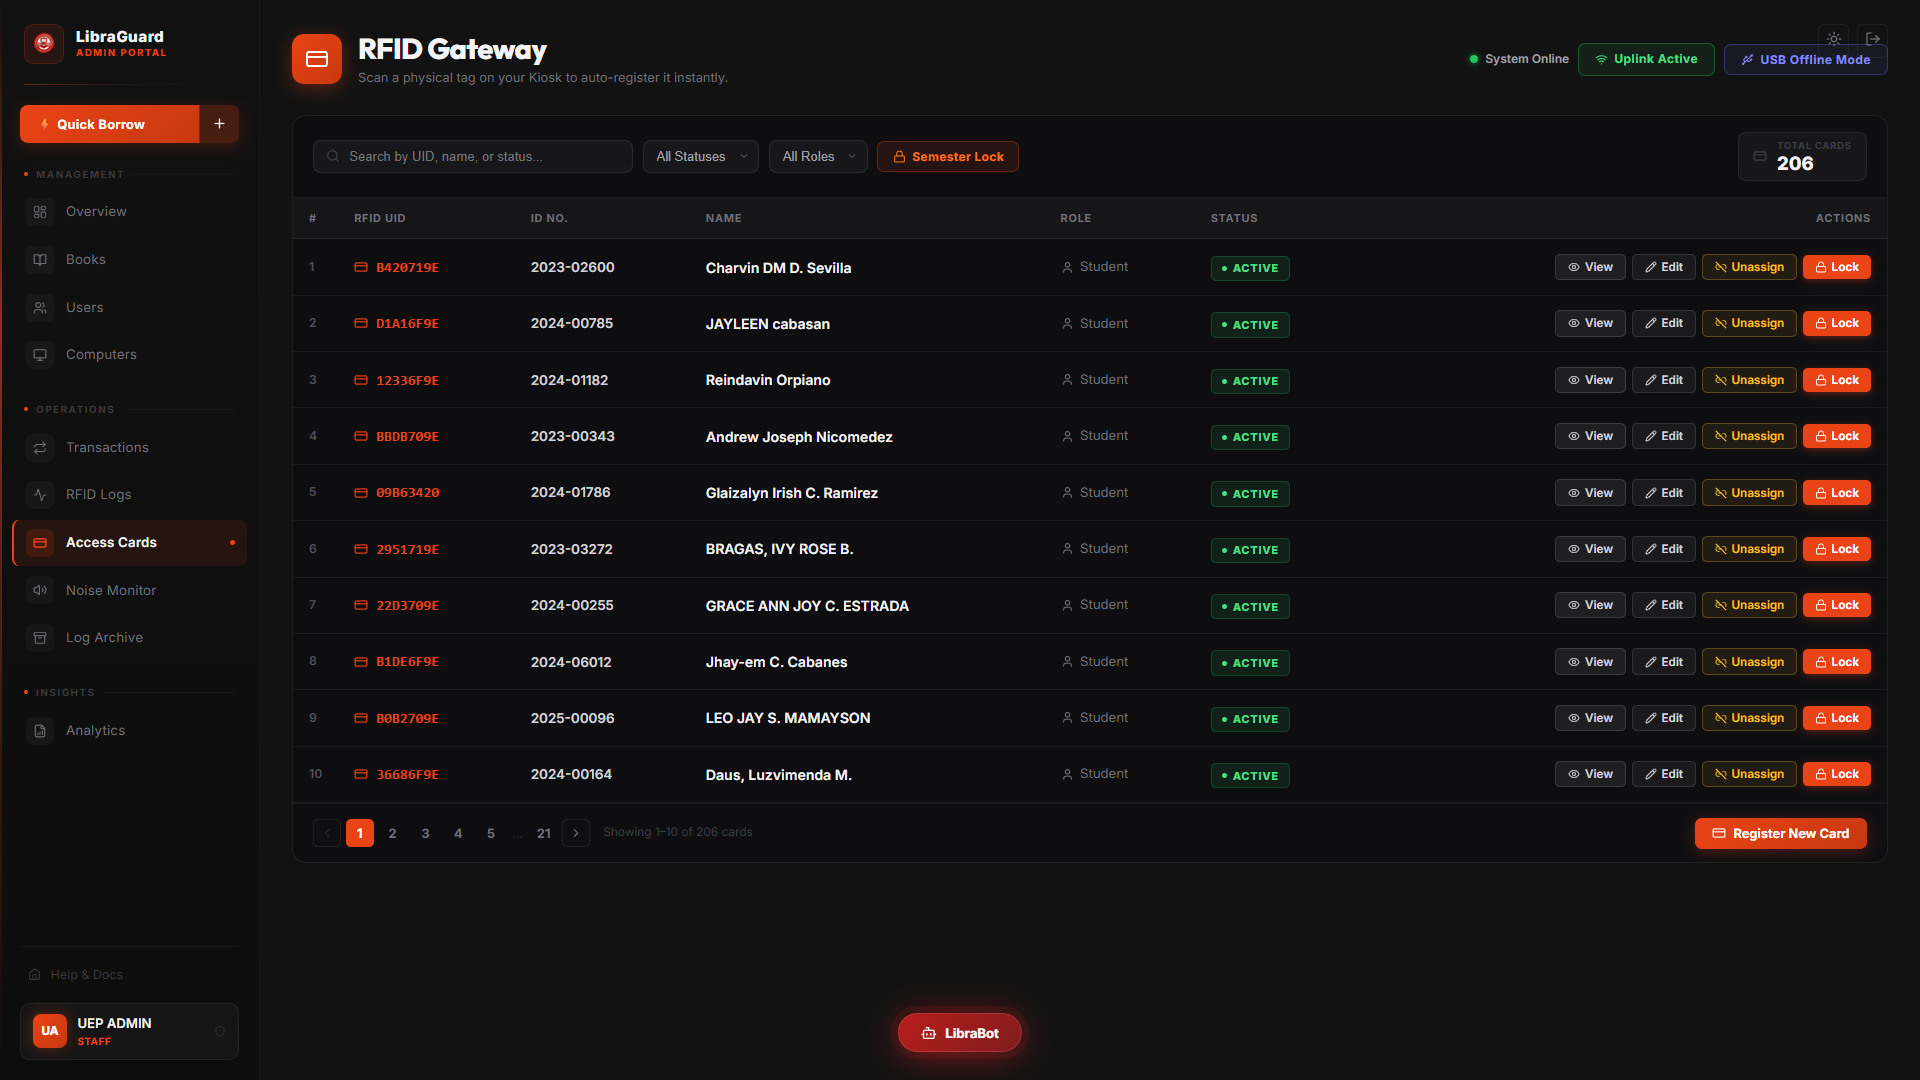 LibraGuard
ADMIN PORTAL
Quick Borrow
+
MANAGEMENT
Overview
Books
Users
Computers
OPERATIONS
Transactions
RFID Logs
Access Cards
Noise Monitor
Log Archive
INSIGHTS
Analytics
Help & Docs
UA
UEP ADMIN
STAFF
RFID Gateway
Scan a physical tag on your Kiosk to auto-register it instantly.
System Online
Uplink Active
USB Offline Mode
Search by UID, name, or status...
All Statuses
All Roles
Semester Lock
TOTAL CARDS
206
# RFID UID ID NO. NAME ROLE STATUS ACTIONS
1 B420719E 2023-02600 Charvin DM D. Sevilla Student ACTIVE View Edit Unassign Lock
2 D1A16F9E 2024-00785 JAYLEEN cabasan Student ACTIVE View Edit Unassign Lock
3 12336F9E 2024-01182 Reindavin Orpiano Student ACTIVE View Edit Unassign Lock
4 BBDB709E 2023-00343 Andrew Joseph Nicomedez Student ACTIVE View Edit Unassign Lock
5 09B63420 2024-01786 Glaizalyn Irish C. Ramirez Student ACTIVE View Edit Unassign Lock
6 2951719E 2023-03272 BRAGAS, IVY ROSE B. Student ACTIVE View Edit Unassign Lock
7 22D3709E 2024-00255 GRACE ANN JOY C. ESTRADA Student ACTIVE View Edit Unassign Lock
8 B1DE6F9E 2024-06012 Jhay-em C. Cabanes Student ACTIVE View Edit Unassign Lock
9 B0B2709E 2025-00096 LEO JAY S. MAMAYSON Student ACTIVE View Edit Unassign Lock
10 36686F9E 2024-00164 Daus, Luzvimenda M. Student ACTIVE View Edit Unassign Lock
1 2 3 4 5 ... 21 Showing 1–10 of 206 cards
Register New Card
LibraBot